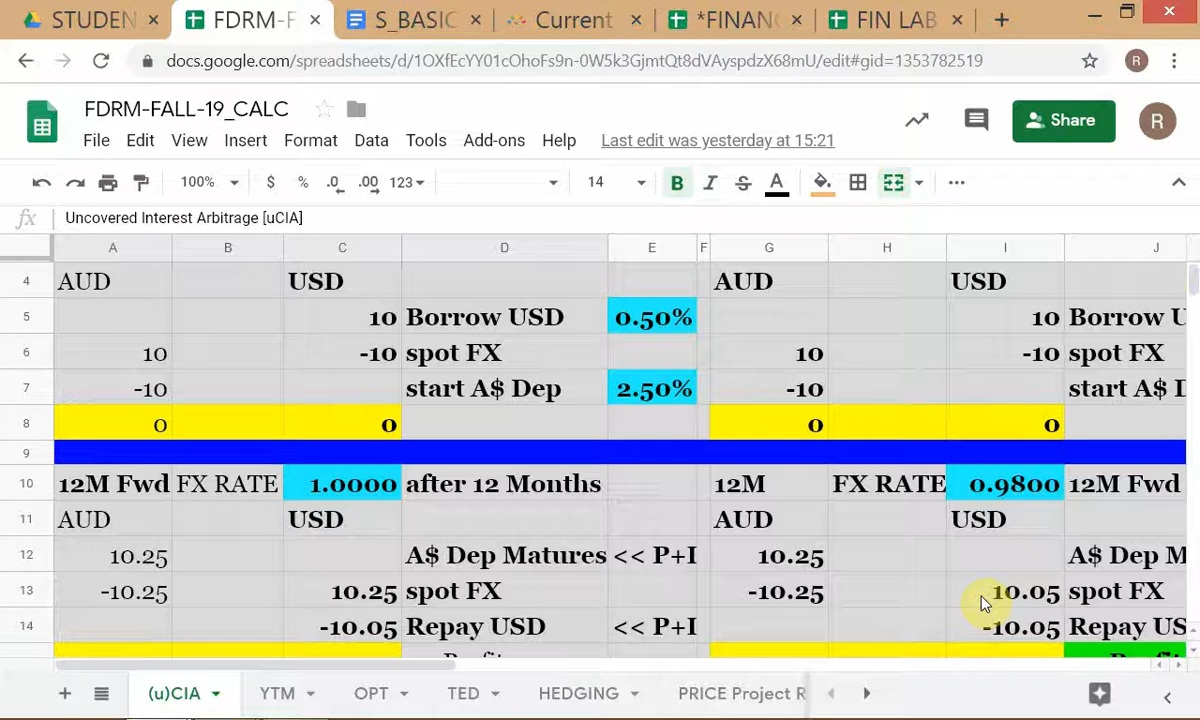 STUDEN
FDRM-F
S_BASIC
Current
*FINANC
FIN LAB
docs.google.com/spreadsheets/d/1OXfEcYY01cOhoFs9n-0W5k3GjmtQt8dVAyspdzX68mU/edit#gid=1353782519
R
FDRM-FALL-19_CALC
File Edit View Insert Format Data Tools Add-ons Help Last edit was yesterday at 15:21
Share
R
100% $ % .0 .00 123 14 B I S A
fx Uncovered Interest Arbitrage [uCIA]
A B C D E F G H I J
4 AUD USD AUD USD
5 10 Borrow USD 0.50% 10 Borrow U
6 10 -10 spot FX 10 -10 spot FX
7 -10 start A$ Dep 2.50% -10 start A$ D
8 0 0 0 0
9
10 12M Fwd FX RATE 1.0000 after 12 Months 12M FX RATE 0.9800 12M Fwd
11 AUD USD AUD USD
12 10.25 A$ Dep Matures << P+I 10.25 A$ Dep M
13 -10.25 10.25 spot FX -10.25 10.05 spot FX
14 -10.05 Repay USD << P+I -10.05 Repay US
(u)CIA YTM OPT TED HEDGING PRICE Project R